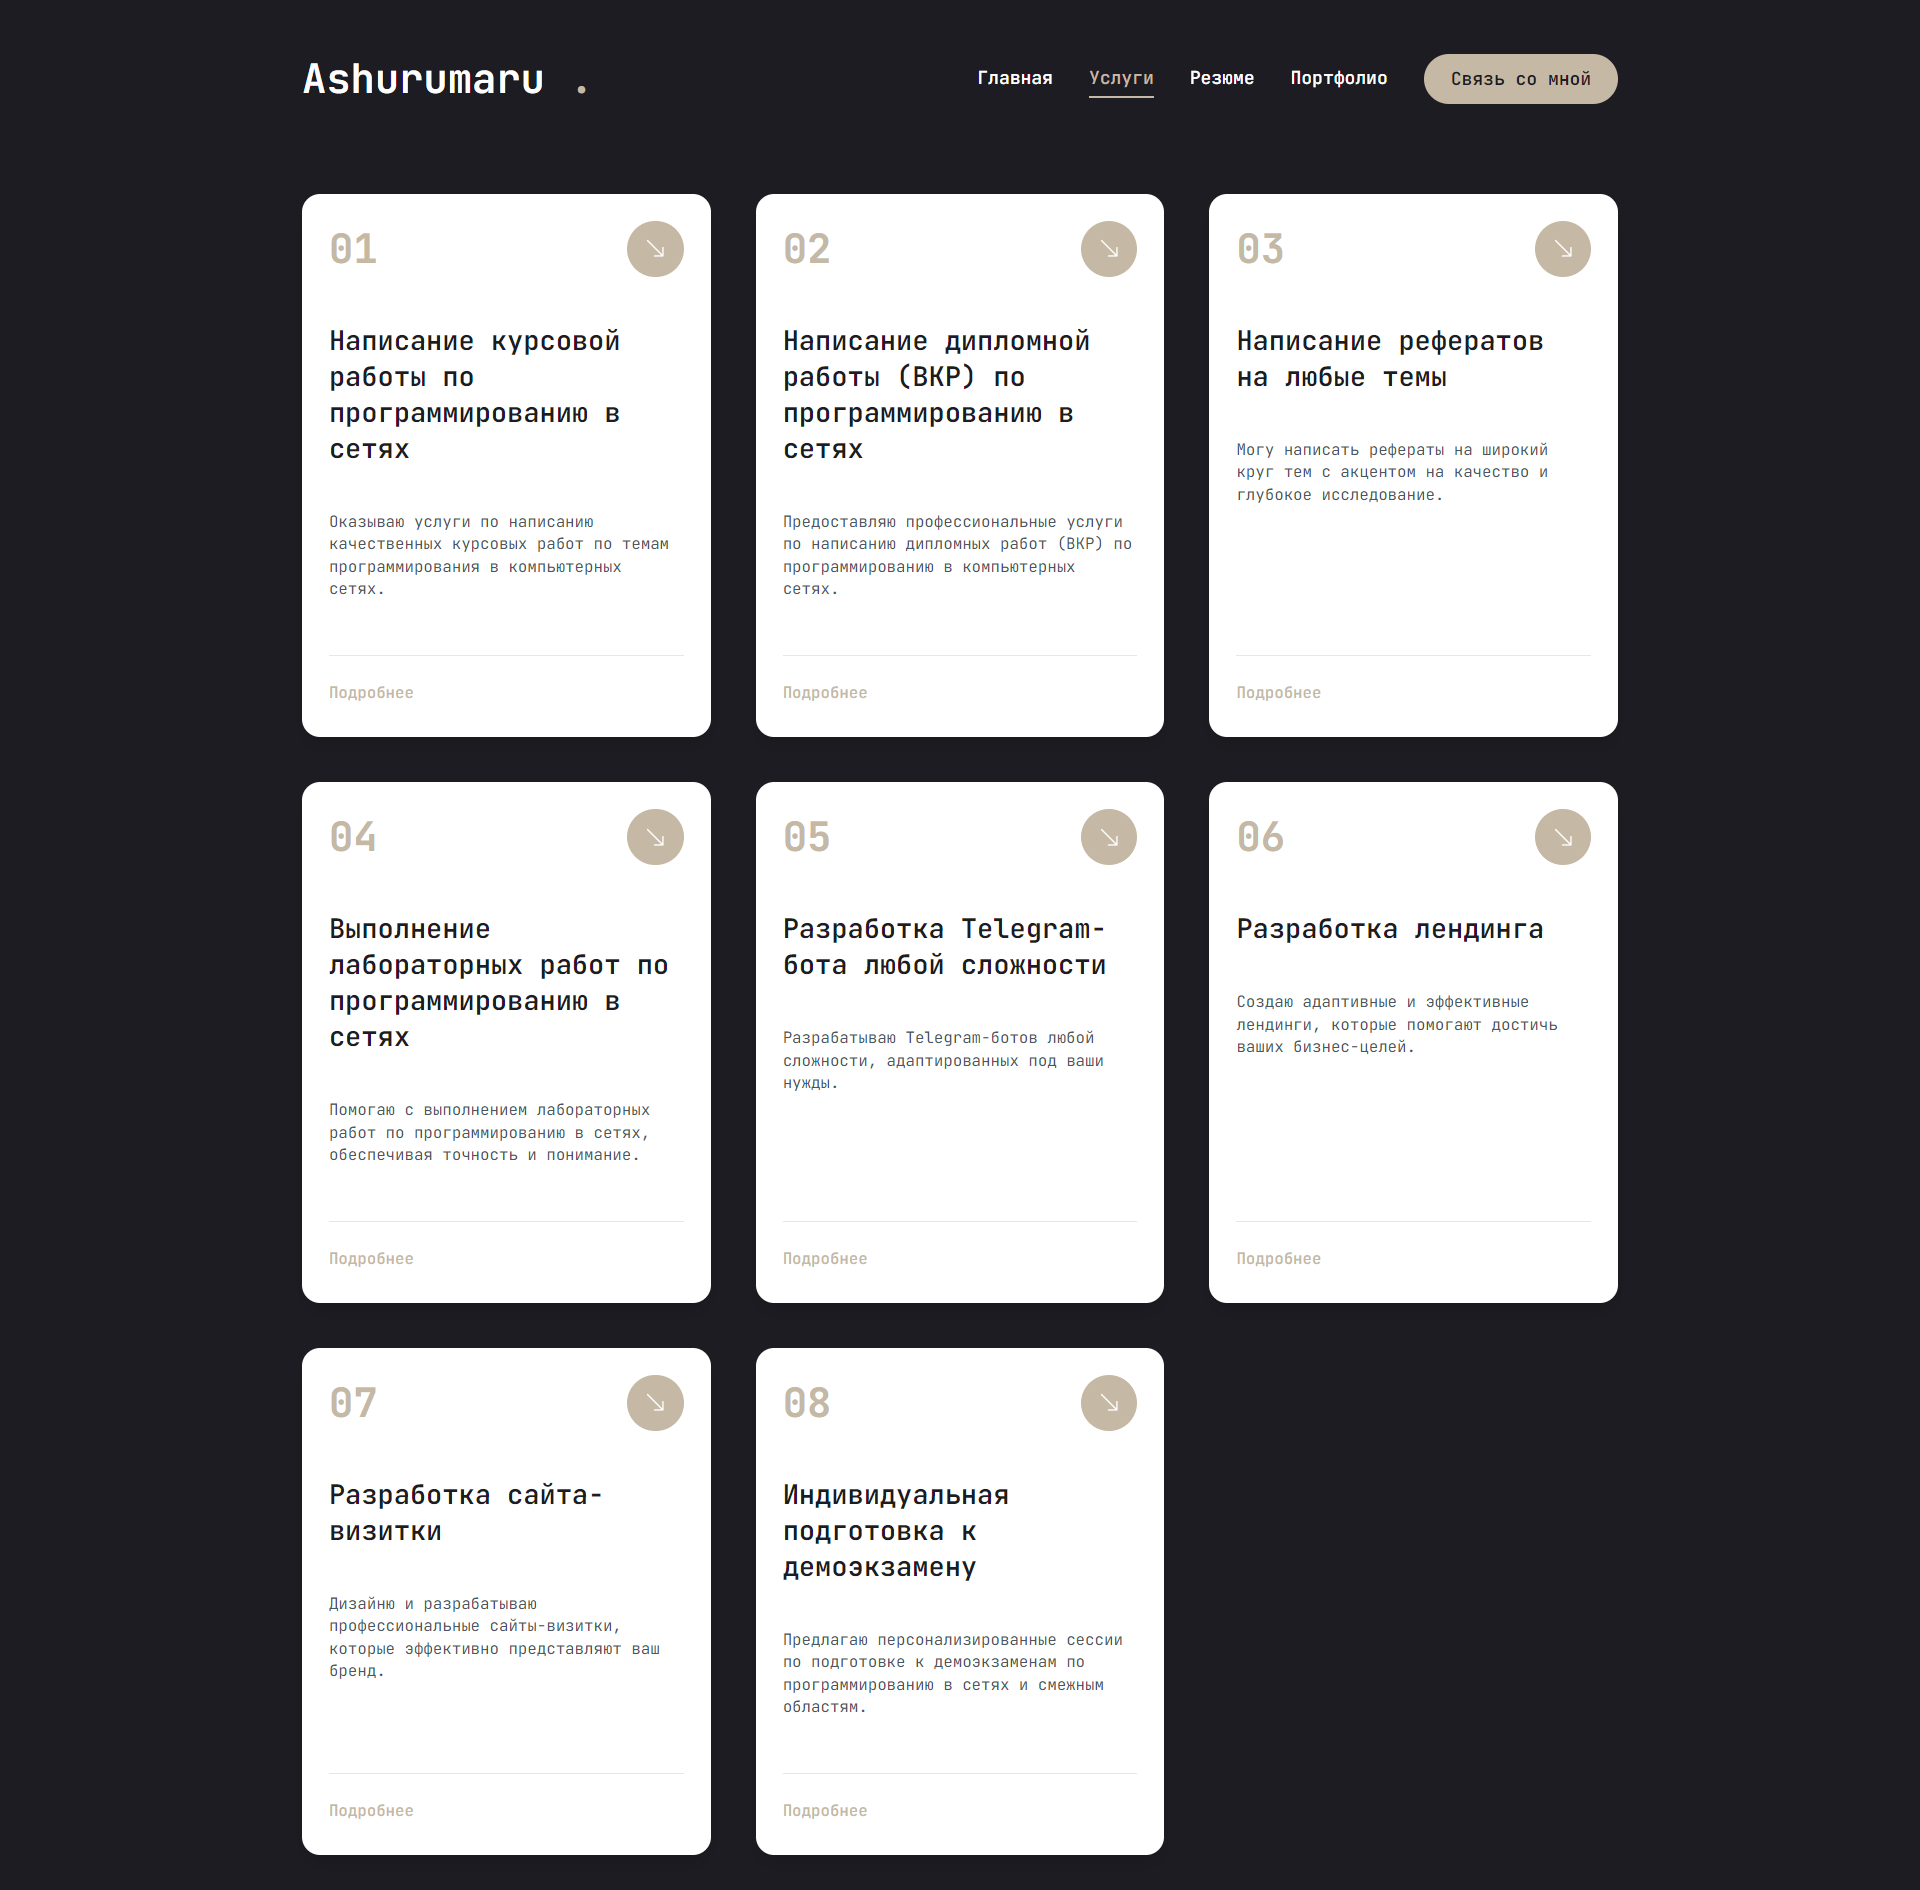 Ashurumaru .
Главная Услуги Резюме Портфолио Связь со мной
01
Написание курсовой
работы по
программированию в
сетях
Оказываю услуги по написанию
качественных курсовых работ по темам
программирования в компьютерных
сетях.
Подробнее
02
Написание дипломной
работы (ВКР) по
программированию в
сетях
Предоставляю профессиональные услуги
по написанию дипломных работ (ВКР) по
программированию в компьютерных
сетях.
Подробнее
03
Написание рефератов
на любые темы
Могу написать рефераты на широкий
круг тем с акцентом на качество и
глубокое исследование.
Подробнее
04
Выполнение
лабораторных работ по
программированию в
сетях
Помогаю с выполнением лабораторных
работ по программированию в сетях,
обеспечивая точность и понимание.
Подробнее
05
Разработка Telegram-
бота любой сложности
Разрабатываю Telegram-ботов любой
сложности, адаптированных под ваши
нужды.
Подробнее
06
Разработка лендинга
Создаю адаптивные и эффективные
лендинги, которые помогают достичь
ваших бизнес-целей.
Подробнее
07
Разработка сайта-
визитки
Дизайню и разрабатываю
профессиональные сайты-визитки,
которые эффективно представляют ваш
бренд.
Подробнее
08
Индивидуальная
подготовка к
демоэкзамену
Предлагаю персонализированные сессии
по подготовке к демоэкзаменам по
программированию в сетях и смежным
областям.
Подробнее